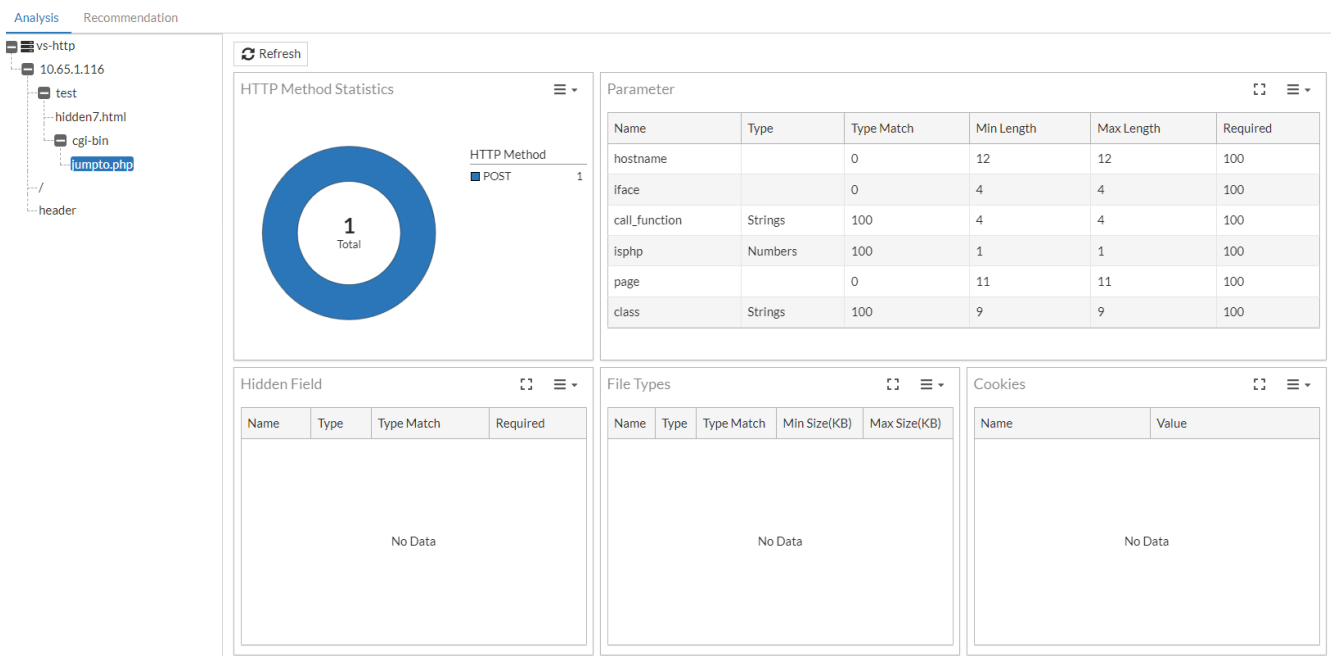 Analysis Recommendation
vs-http
10.65.1.116
test
hidden7.html
cgi-bin
jumpto.php
/
header
Refresh
HTTP Method Statistics
HTTP Method
POST 1
1
Total
Parameter
Name Type Type Match Min Length Max Length Required
hostname 0 12 12 100
iface 0 4 4 100
call_function Strings 100 4 4 100
isphp Numbers 100 1 1 100
page 0 11 11 100
class Strings 100 9 9 100
Hidden Field
Name Type Type Match Required
No Data
File Types
Name Type Type Match Min Size(KB) Max Size(KB)
No Data
Cookies
Name Value
No Data